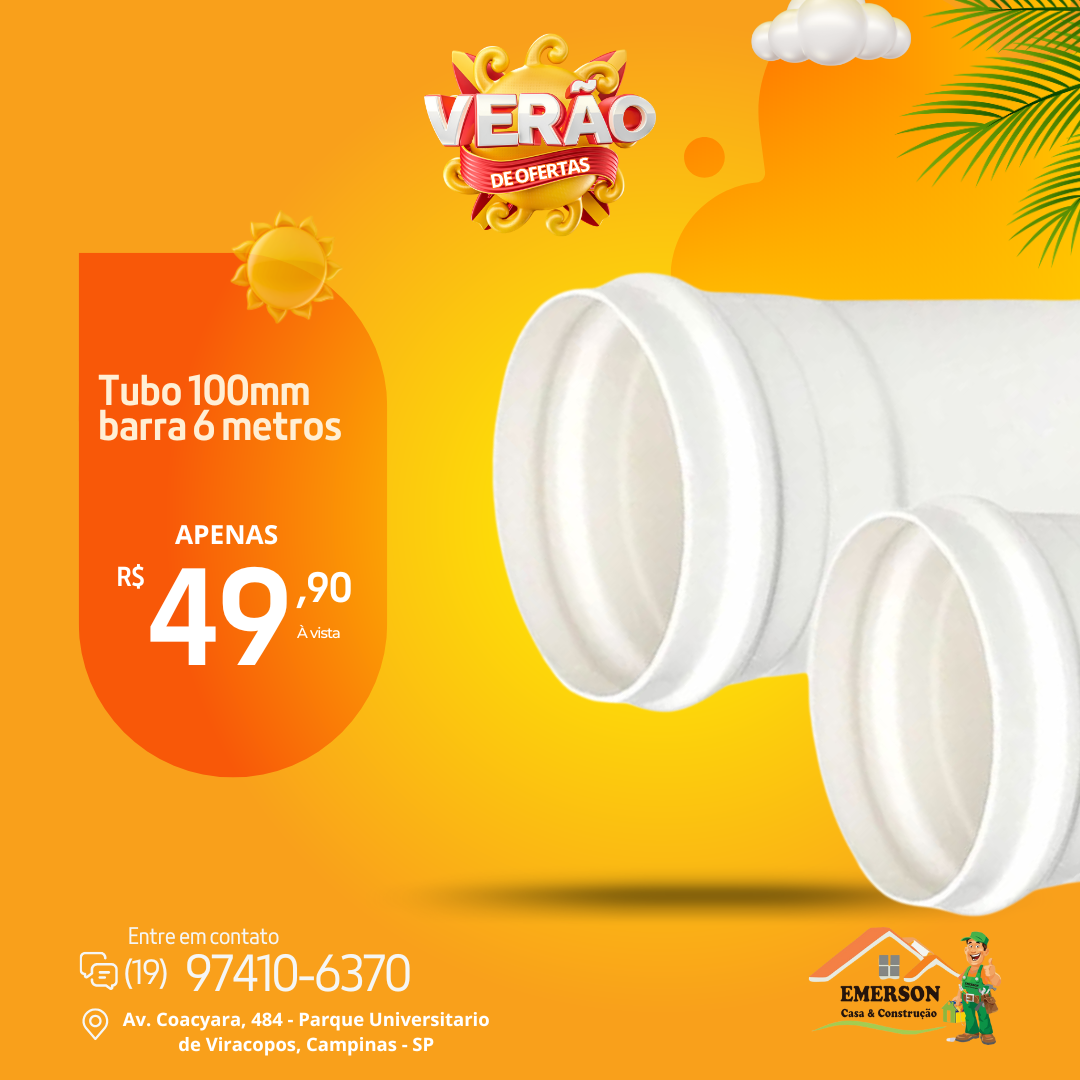 VERÃO
DE OFERTAS
Tubo 100mm
barra 6 metros
APENAS
R$ 49,90
À vista
Entre em contato
(19) 97410-6370
Av. Coacyara, 484 - Parque Universitario
de Viracopos, Campinas - SP
EMERSON
Casa & Construção